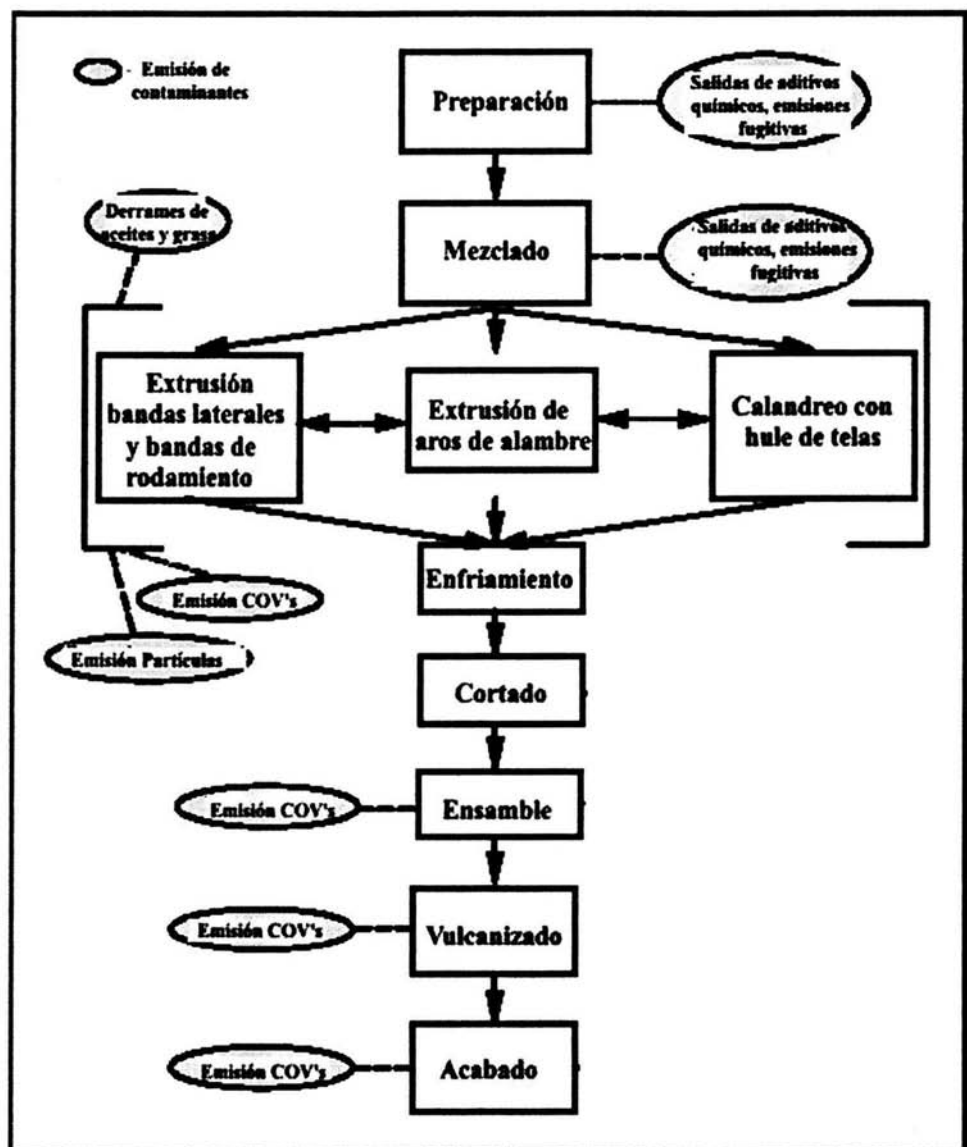 - Emisión de
contaminantes
Preparación
Salidas de aditivos
químicos, emisiones
fugitivas
Derrames de
aceites y grasa
Mezclado
Salidas de aditivos
químicos, emisiones
fugitivas
Extrusión
bandas laterales
y bandas de
rodamiento
Extrusión de
aros de alambre
Calandreo con
hule de telas
Enfriamiento
Emisión COV's
Emisión Partículas
Cortado
Emisión COV's
Ensamble
Emisión COV's
Vulcanizado
Emisión COV's
Acabado